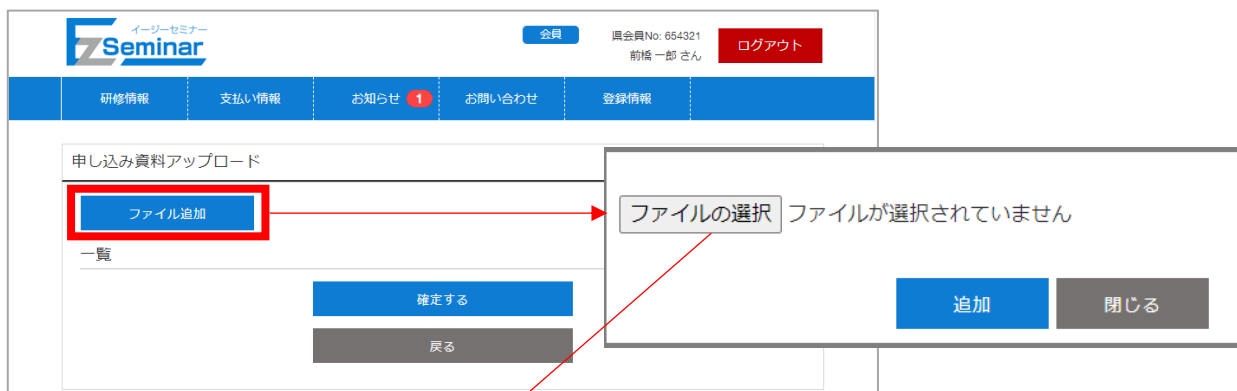 イージーセミナー
EZSeminar
会員
県会員No: 654321
前橋 一郎 さん
ログアウト
研修情報
支払い情報
お知らせ 1
お問い合わせ
登録情報
申し込み資料アップロード
ファイル追加
一覧
確定する
戻る
ファイルの選択 ファイルが選択されていません
追加
閉じる